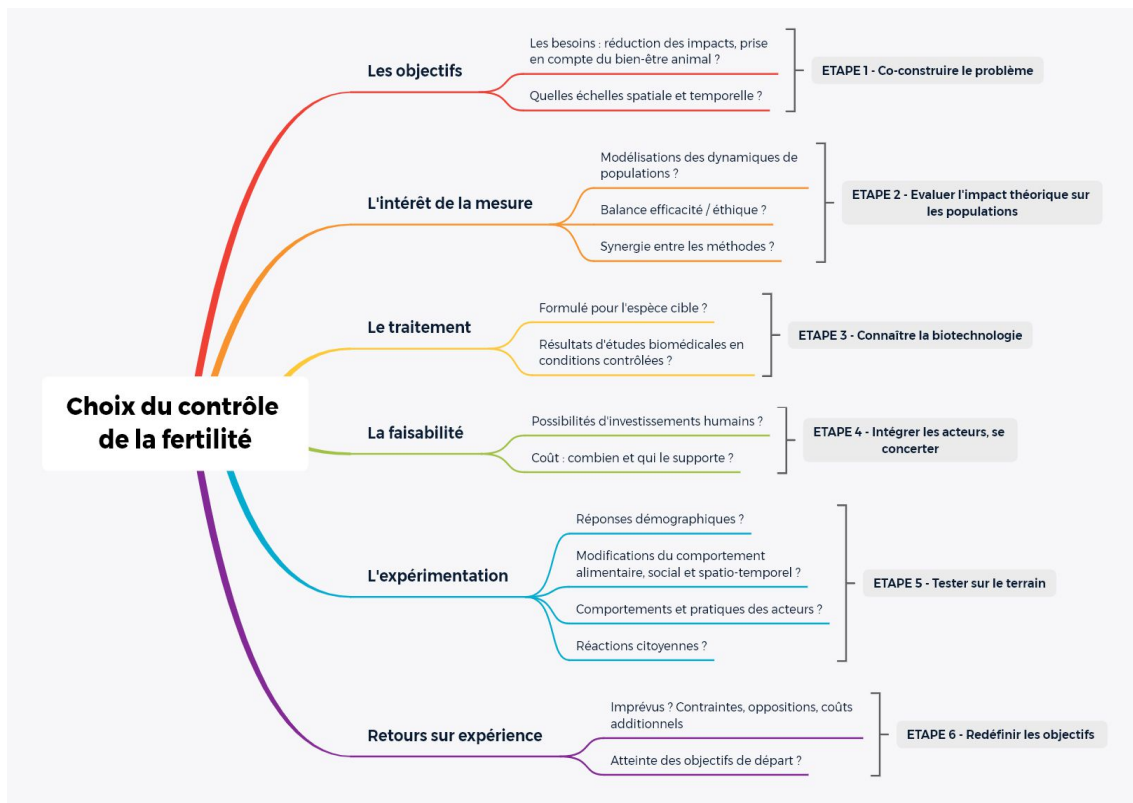 Choix du contrôle
de la fertilité
Les objectifs
Les besoins : réduction des impacts, prise
en compte du bien-être animal ?
Quelles échelles spatiale et temporelle ?
ETAPE 1 - Co-construire le problème
L'intérêt de la mesure
Modélisations des dynamiques de
populations ?
Balance efficacité / éthique ?
Synergie entre les méthodes ?
ETAPE 2 - Evaluer l'impact théorique sur
les populations
Le traitement
Formulé pour l'espèce cible ?
Résultats d'études biomédicales en
conditions contrôlées ?
ETAPE 3 - Connaître la biotechnologie
La faisabilité
Possibilités d'investissements humains ?
Coût : combien et qui le supporte ?
ETAPE 4 - Intégrer les acteurs, se
concerter
L'expérimentation
Réponses démographiques ?
Modifications du comportement
alimentaire, social et spatio-temporel ?
Comportements et pratiques des acteurs ?
Réactions citoyennes ?
ETAPE 5 - Tester sur le terrain
Retours sur expérience
Imprévus ? Contraintes, oppositions, coûts
additionnels
Atteinte des objectifs de départ ?
ETAPE 6 - Redéfinir les objectifs